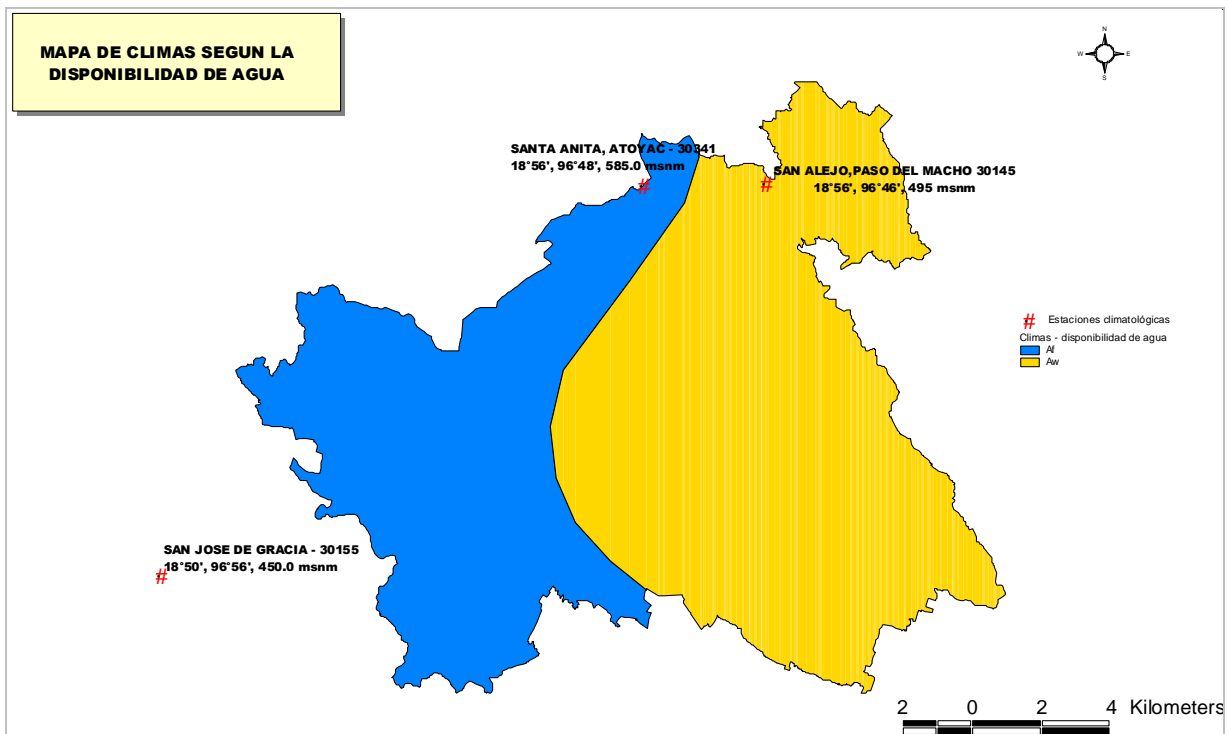 MAPA DE CLIMAS SEGUN LA
DISPONIBILIDAD DE AGUA
N
W
E
S
SANTA ANITA, ATOYAC - 30341
18°56', 96°48', 585.0 msnm
#
SAN ALEJO,PASO DEL MACHO 30145
18°56', 96°46', 495 msnm
#
# Estaciones climatológicas
Climas - disponibilidad de agua
Af
Aw
SAN JOSE DE GRACIA - 30155
18°50', 96°56', 450.0 msnm
#
2 0 2 4 Kilometers